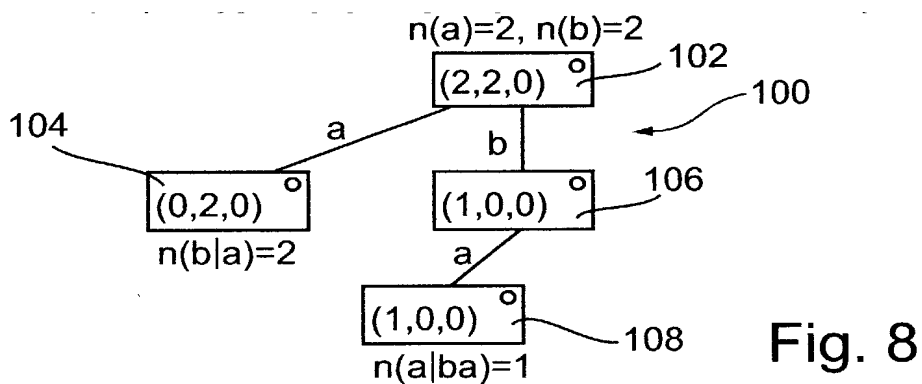 n(a)=2, n(b)=2
(2,2,0)
102
100
104
a
b
(0,2,0)
n(b|a)=2
(1,0,0)
106
a
(1,0,0)
108
n(a|ba)=1
Fig. 8